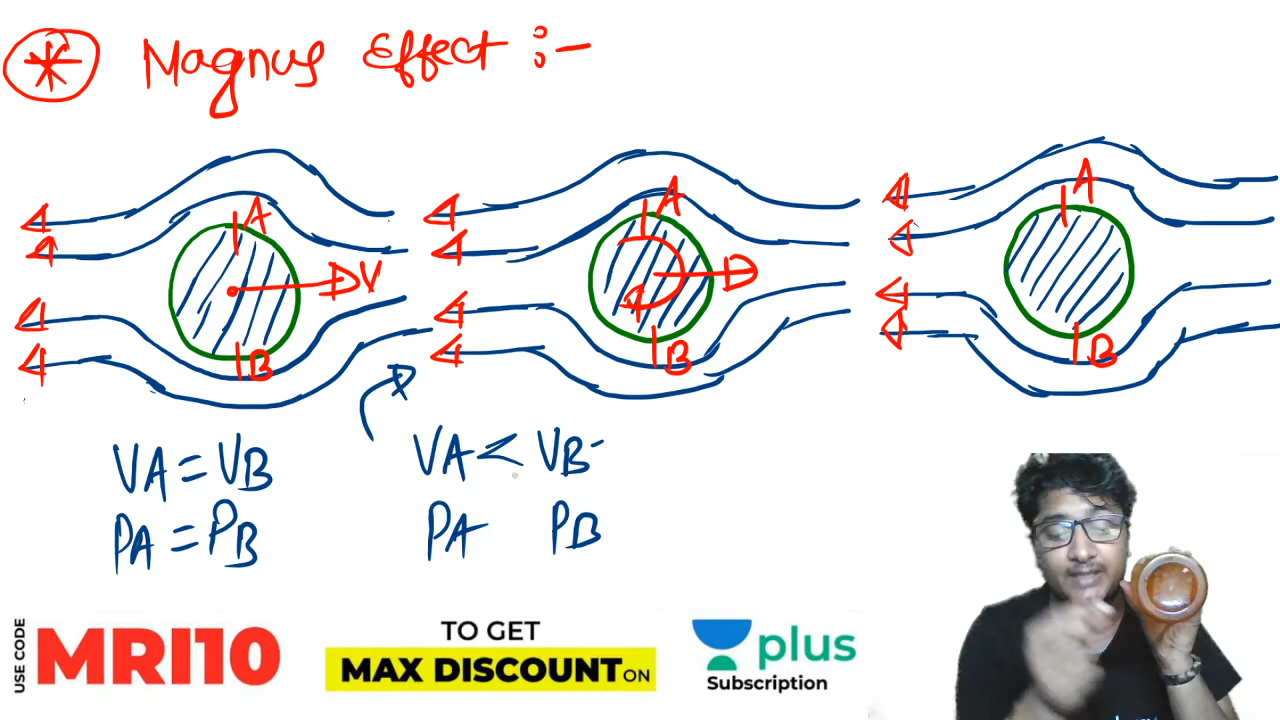 * Magnus Effect :-
A
V
B
A
B
A
B
VA = VB
PA = PB
VA < VB
PA PB
USE CODE
MRI10
TO GET
MAX DISCOUNT ON
plus
Subscription